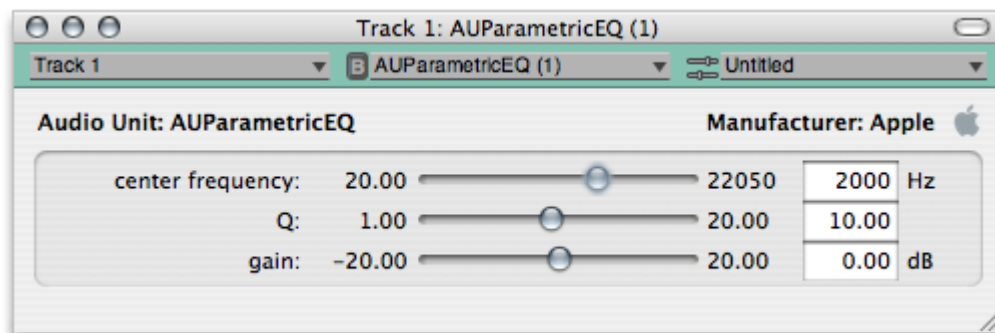 Track 1: AUParametricEQ (1)
Track 1 B AUParametricEQ (1) Untitled
Audio Unit: AUParametricEQ Manufacturer: Apple
center frequency: 20.00 22050 2000 Hz
Q: 1.00 20.00 10.00
gain: -20.00 20.00 0.00 dB